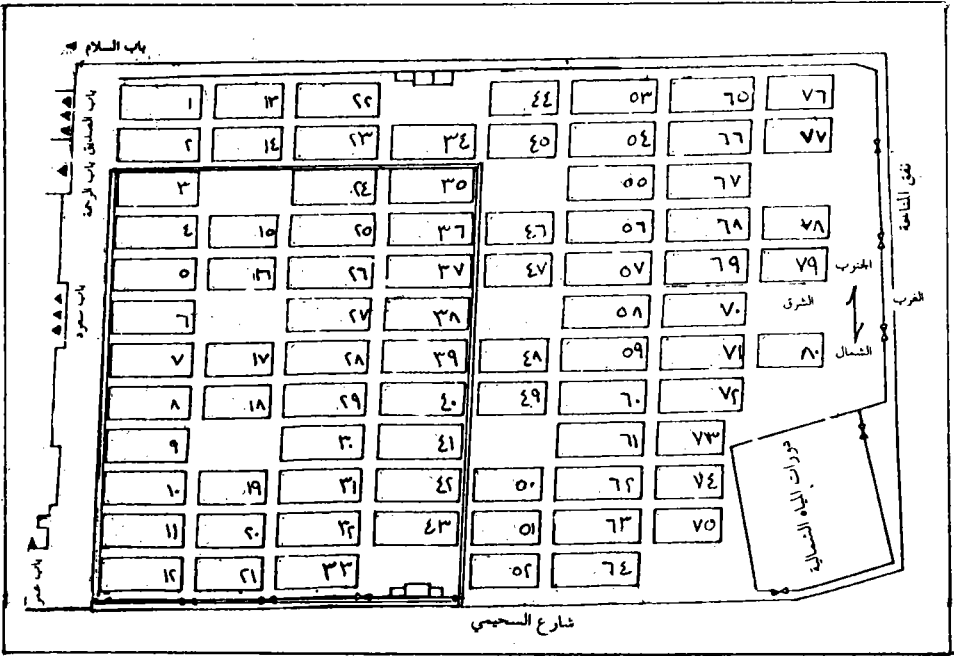 باب السلام
٧٦ ٦٥ ٥٣ ٤٤ ٢٢ ١٣ ١
باب الصديق
٧٧ ٦٦ ٥٤ ٤٥ ٣٤ ٢٣ ١٤ ٢
باب الرحمة
نفق المناخة
٦٧ ٥٥ ٣٥ ٢٤ ٣
٧٨ ٦٨ ٥٦ ٤٦ ٣٦ ٢٥ ١٥ ٤
الجنوب
٧٩ ٦٩ ٥٧ ٤٧ ٣٧ ٢٦ ١٦ ٥
الغرب
الشرق
باب سعود
٧٠ ٥٨ ٣٨ ٢٧ ٦
الشمال
٨٠ ٧١ ٥٩ ٤٨ ٣٩ ٢٨ ١٧ ٧
٧٢ ٦٠ ٤٩ ٤٠ ٢٩ ١٨ ٨
٧٣ ٦١ ٤١ ٣٠ ٩
دورات المياه الشمالية
٧٤ ٦٢ ٥٠ ٤٢ ٣١ ١٩ ١٠
٧٥ ٦٣ ٥١ ٤٣ ٣٢ ٢٠ ١١
٦٤ ٥٢ ٣٣ ٢١ ١٢
باب عمر
شارع السحيمي